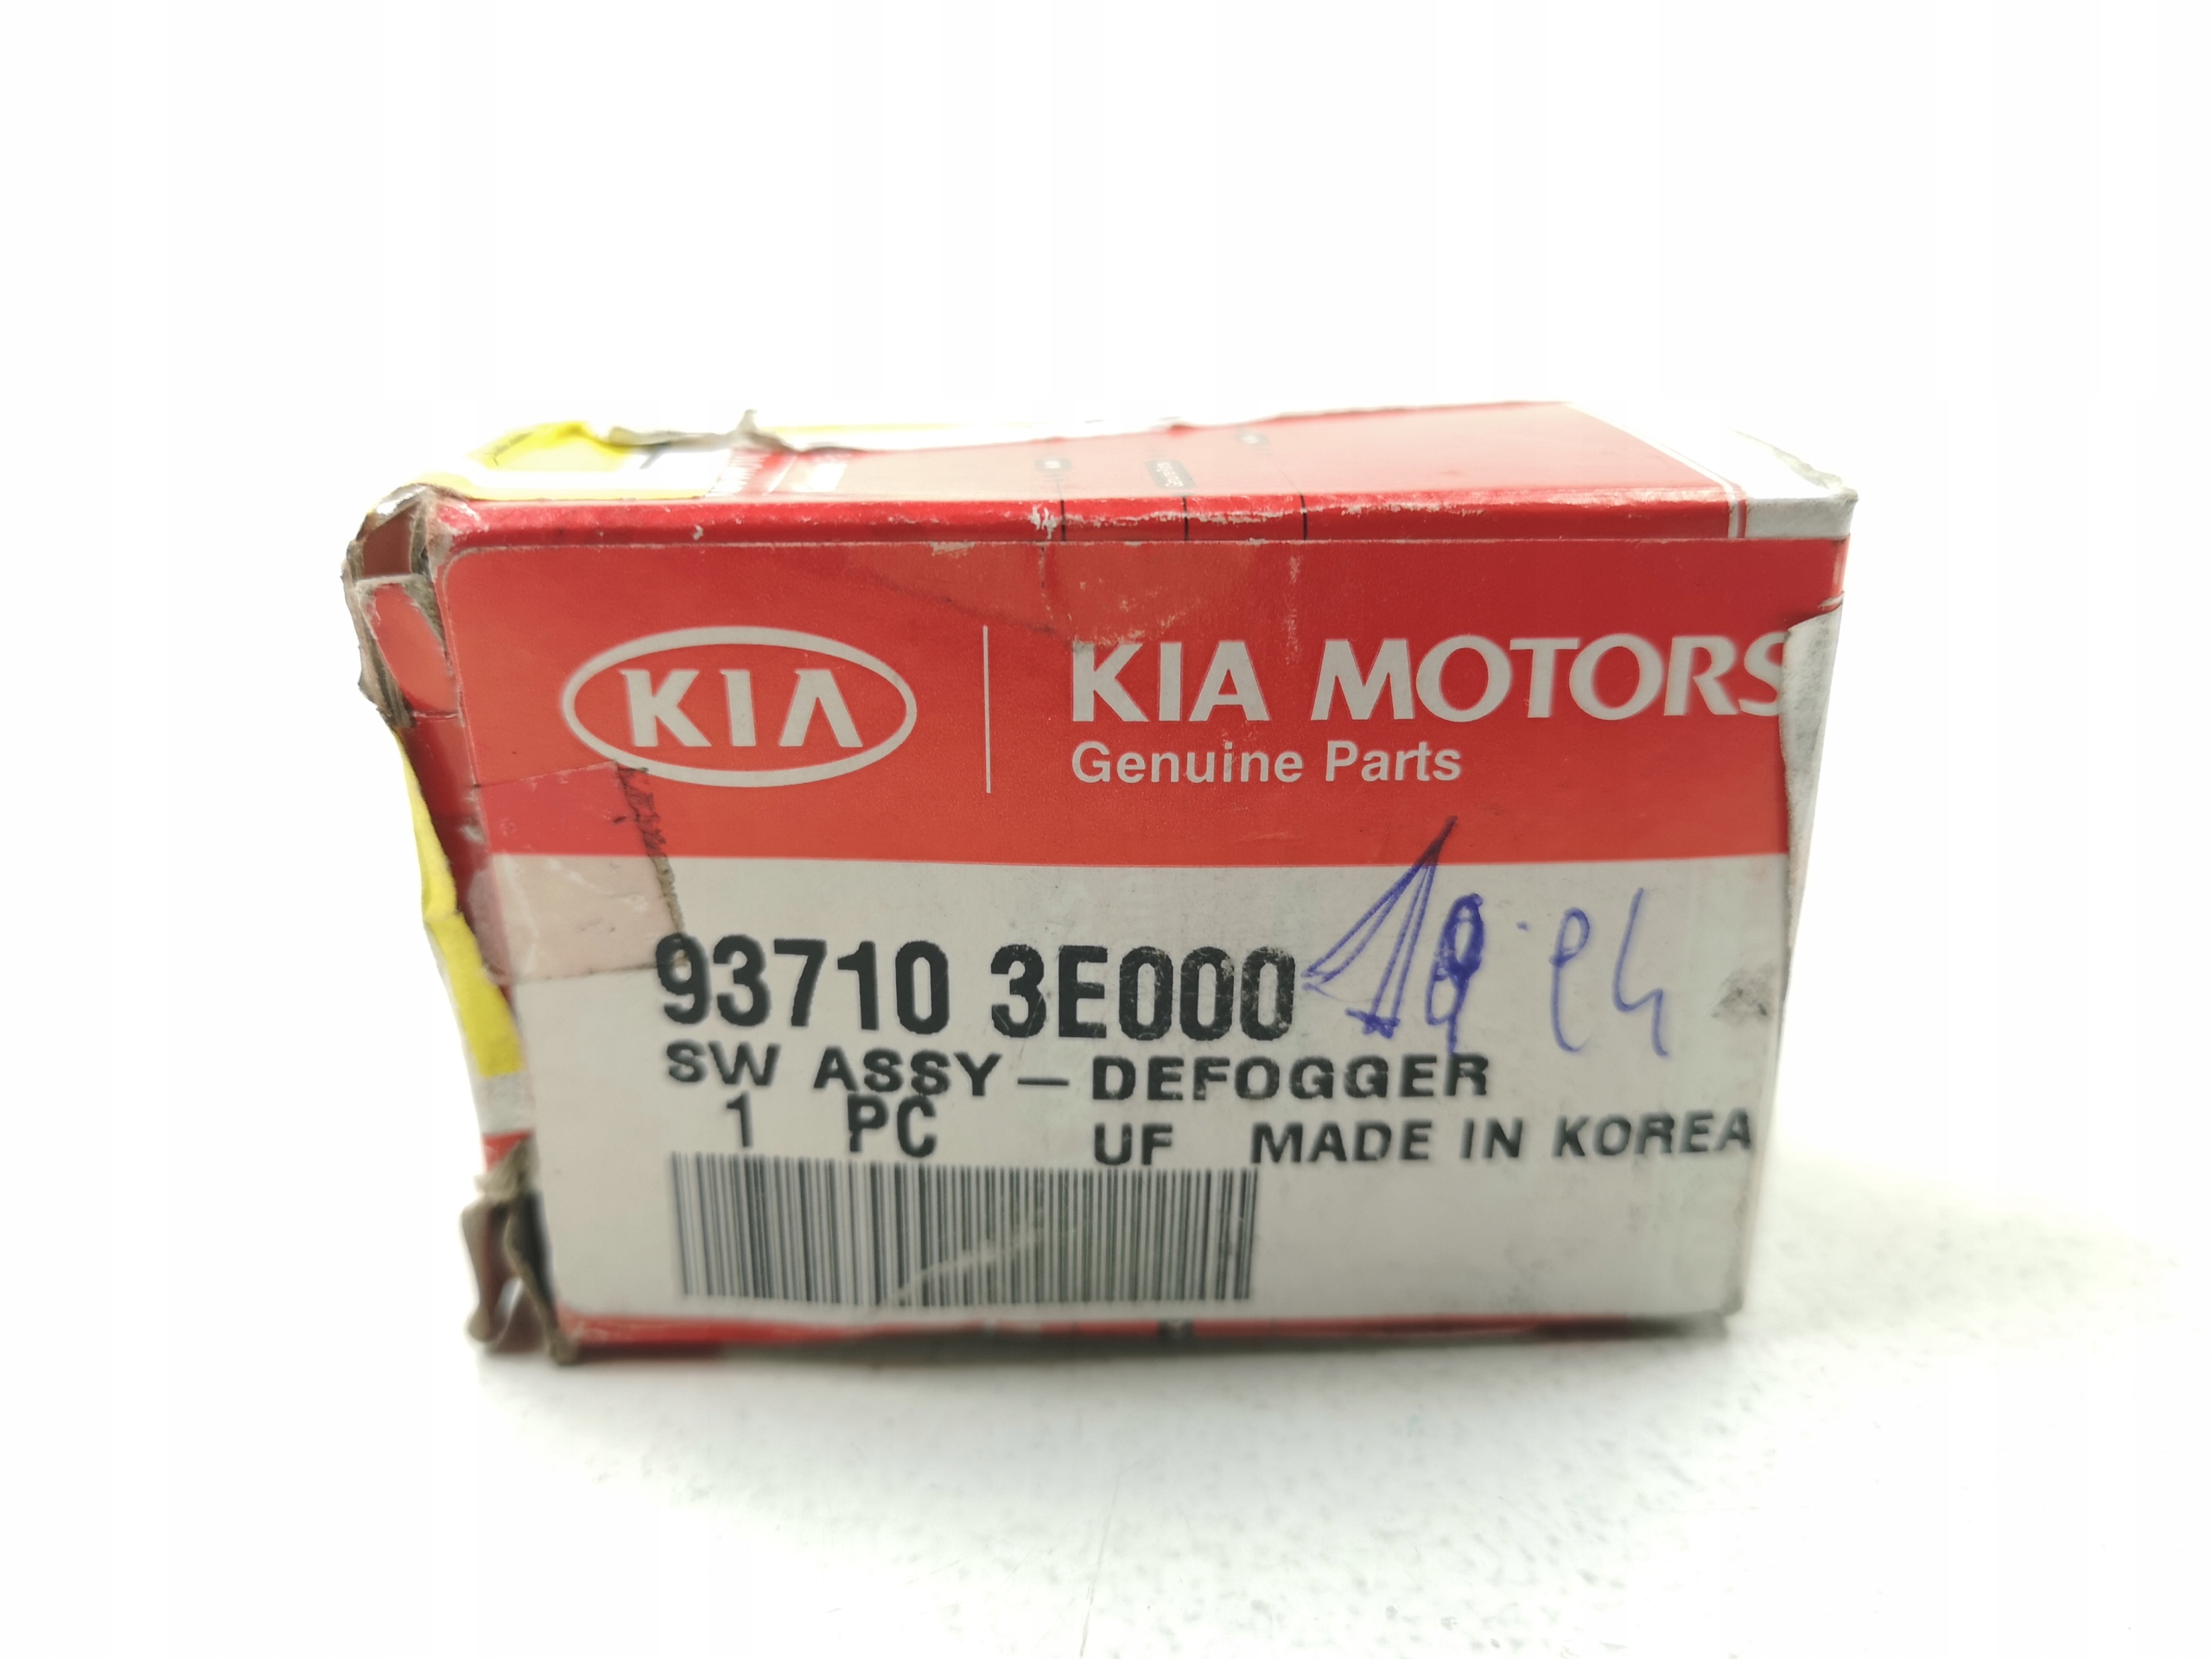 KIA
KIA MOTORS
Genuine Parts
93710 3E000
SW ASSY-DEFOGGER
1 PC UF MADE IN KOREA